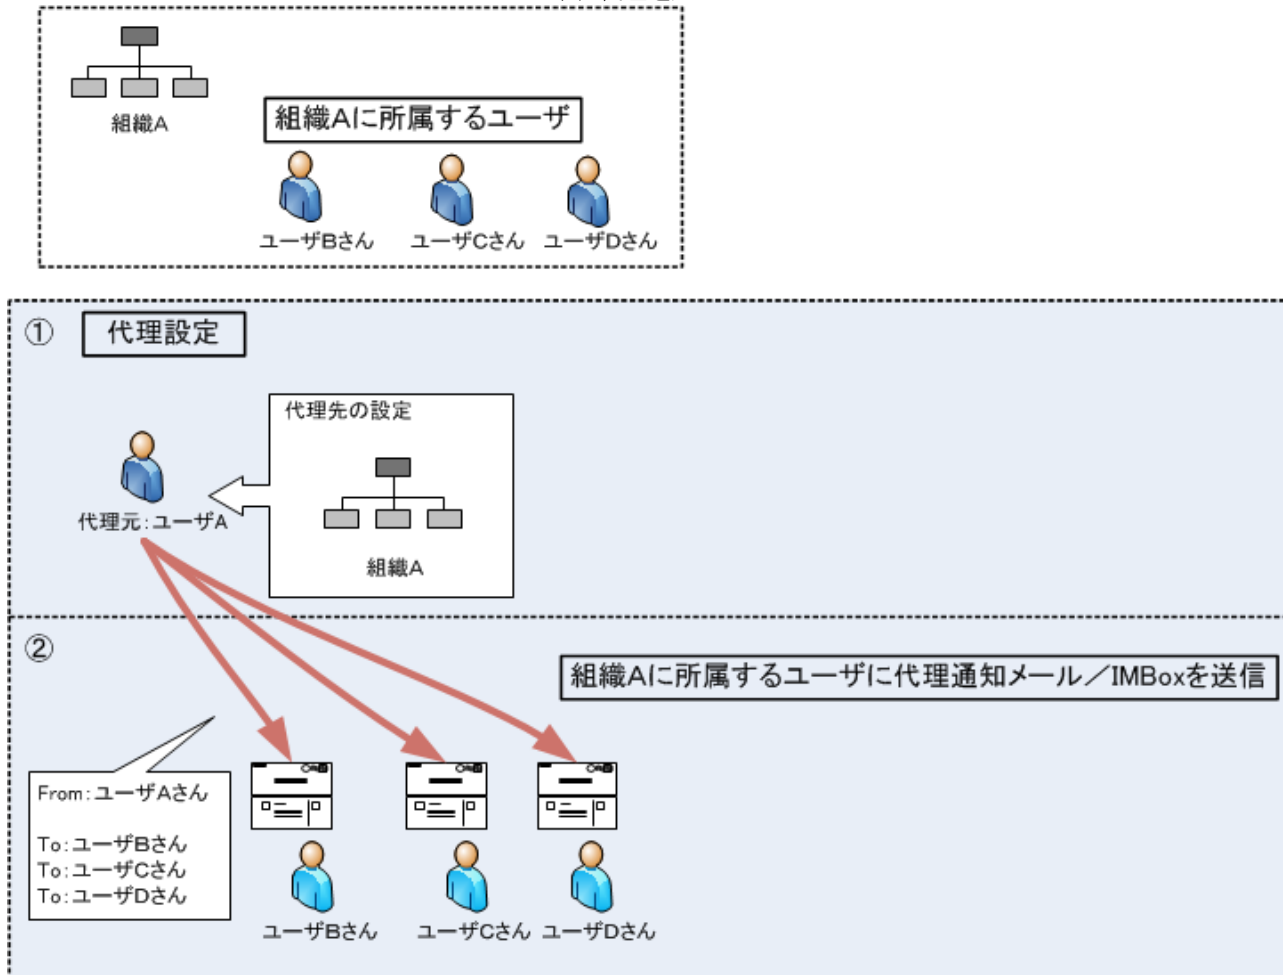 組織A
組織Aに所属するユーザ
ユーザBさん
ユーザCさん
ユーザDさん
① 代理設定
代理先の設定
代理元:ユーザA
組織A
②
組織Aに所属するユーザに代理通知メール／IMBoxを送信
From:ユーザAさん
To:ユーザBさん
To:ユーザCさん
To:ユーザDさん
ユーザBさん
ユーザCさん
ユーザDさん